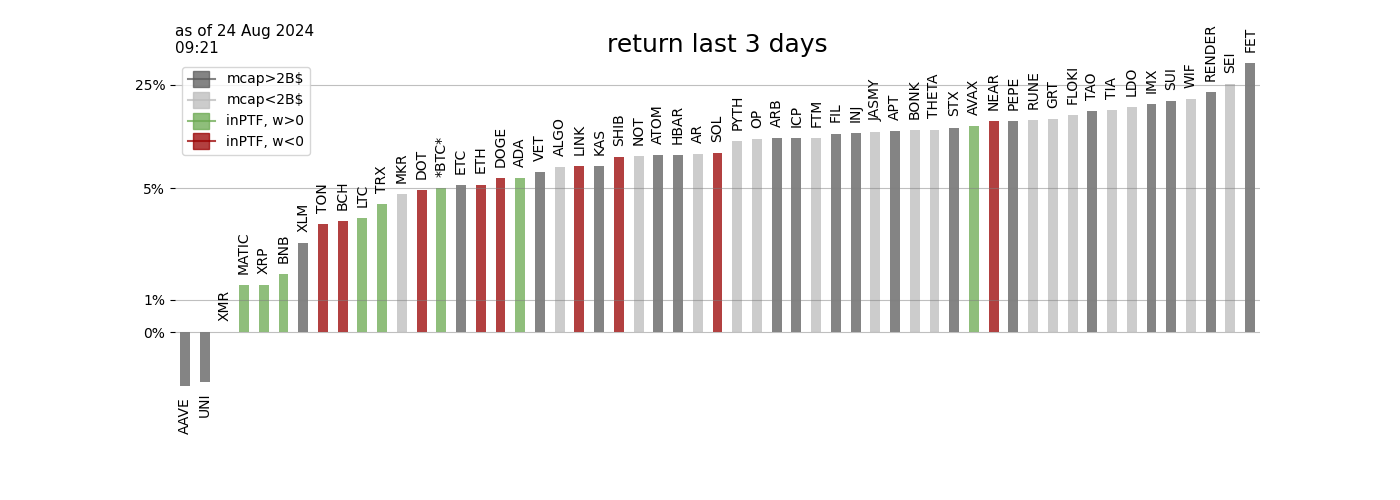 as of 24 Aug 2024
09:21
return last 3 days
mcap>2B$
mcap<2B$
inPTF, w>0
inPTF, w<0
25%
5%
1%
0%
AAVE
UNI
XMR
MATIC
XRP
BNB
XLM
TON
BCH
LTC
TRX
MKR
DOT
*BTC*
ETC
ETH
DOGE
ADA
VET
ALGO
LINK
KAS
SHIB
NOT
ATOM
HBAR
AR
SOL
PYTH
OP
ARB
ICP
FTM
FIL
INJ
JASMY
APT
BONK
THETA
STX
AVAX
NEAR
PEPE
RUNE
GRT
FLOKI
TAO
TIA
LDO
IMX
SUI
WIF
RENDER
SEI
FET